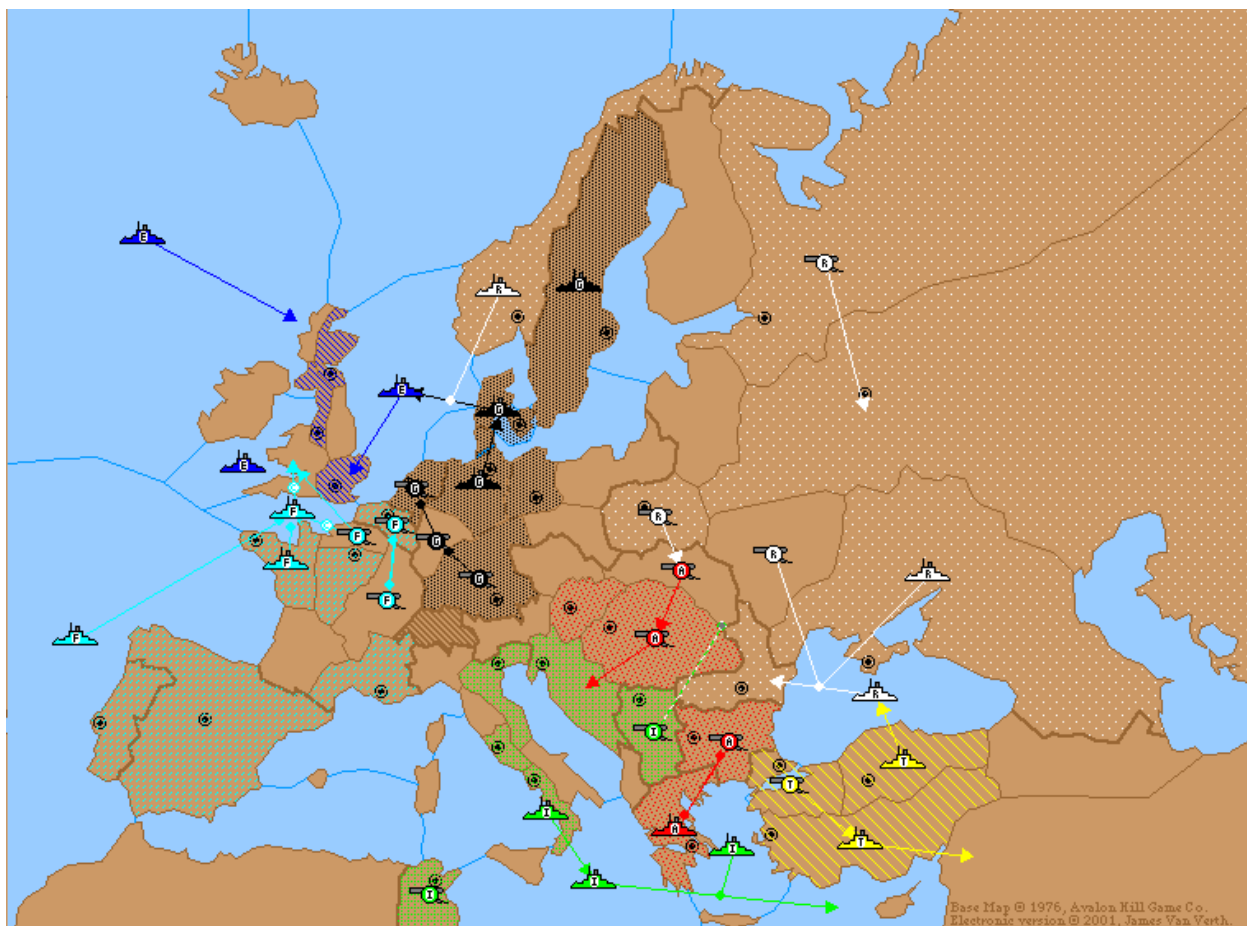 E
R
G
R
E
G
E
G
G
F
R
F
F
G
R
F
A
R
G
F
F
A
R
I
A
T
T
I
A
T
I
I
I
Base Map © 1976, Avalon Hill Game Co.
Electronic version © 2001, James Van Verth.